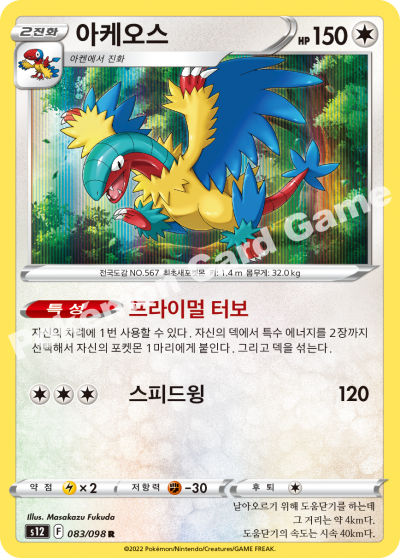 2진화
아케오스
HP 150
아켄에서 진화
전국도감 NO.567 최초새포켓몬 키: 1.4 m 몸무게: 32.0 kg
특성 프라이멀 터보
자신의 차례에 1번 사용할 수 있다. 자신의 덱에서 특수 에너지를 2장까지
선택해서 자신의 포켓몬 1마리에게 붙인다. 그리고 덱을 섞는다.
스피드윙 120
약점 ×2 저항력 -30 후퇴
Illus. Masakazu Fukuda
s12 F 083/098 R
날아오르기 위해 도움닫기를 하는데
그 거리는 약 4km다.
도움닫기의 속도는 시속 40km다.
©2022 Pokémon/Nintendo/Creatures/GAME FREAK.
Pokémon Card Game